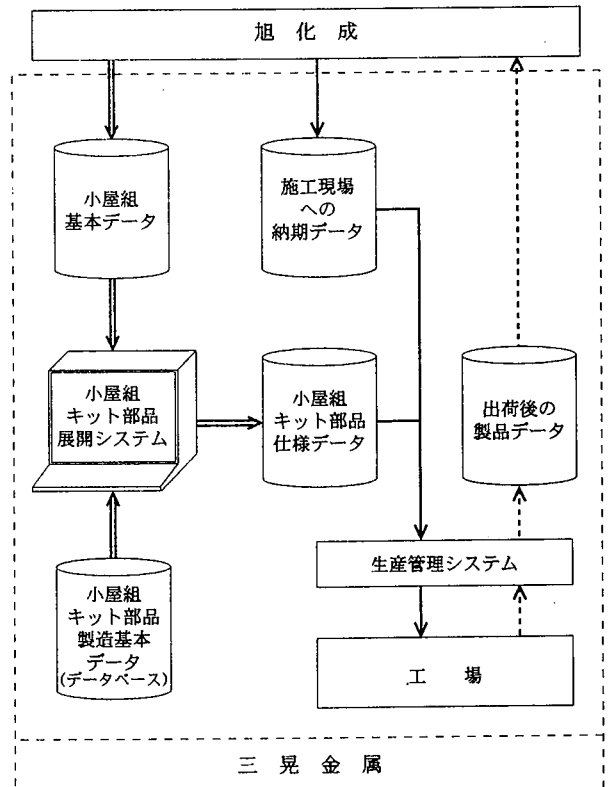 旭化成
小屋組
基本データ
施工現場
への
納期データ
小屋組
キット部品
展開システム
小屋組
キット部品
仕様データ
出荷後の
製品データ
小屋組
キット部品
製造基本
データ
(データベース)
生産管理システム
工場
三晃金属